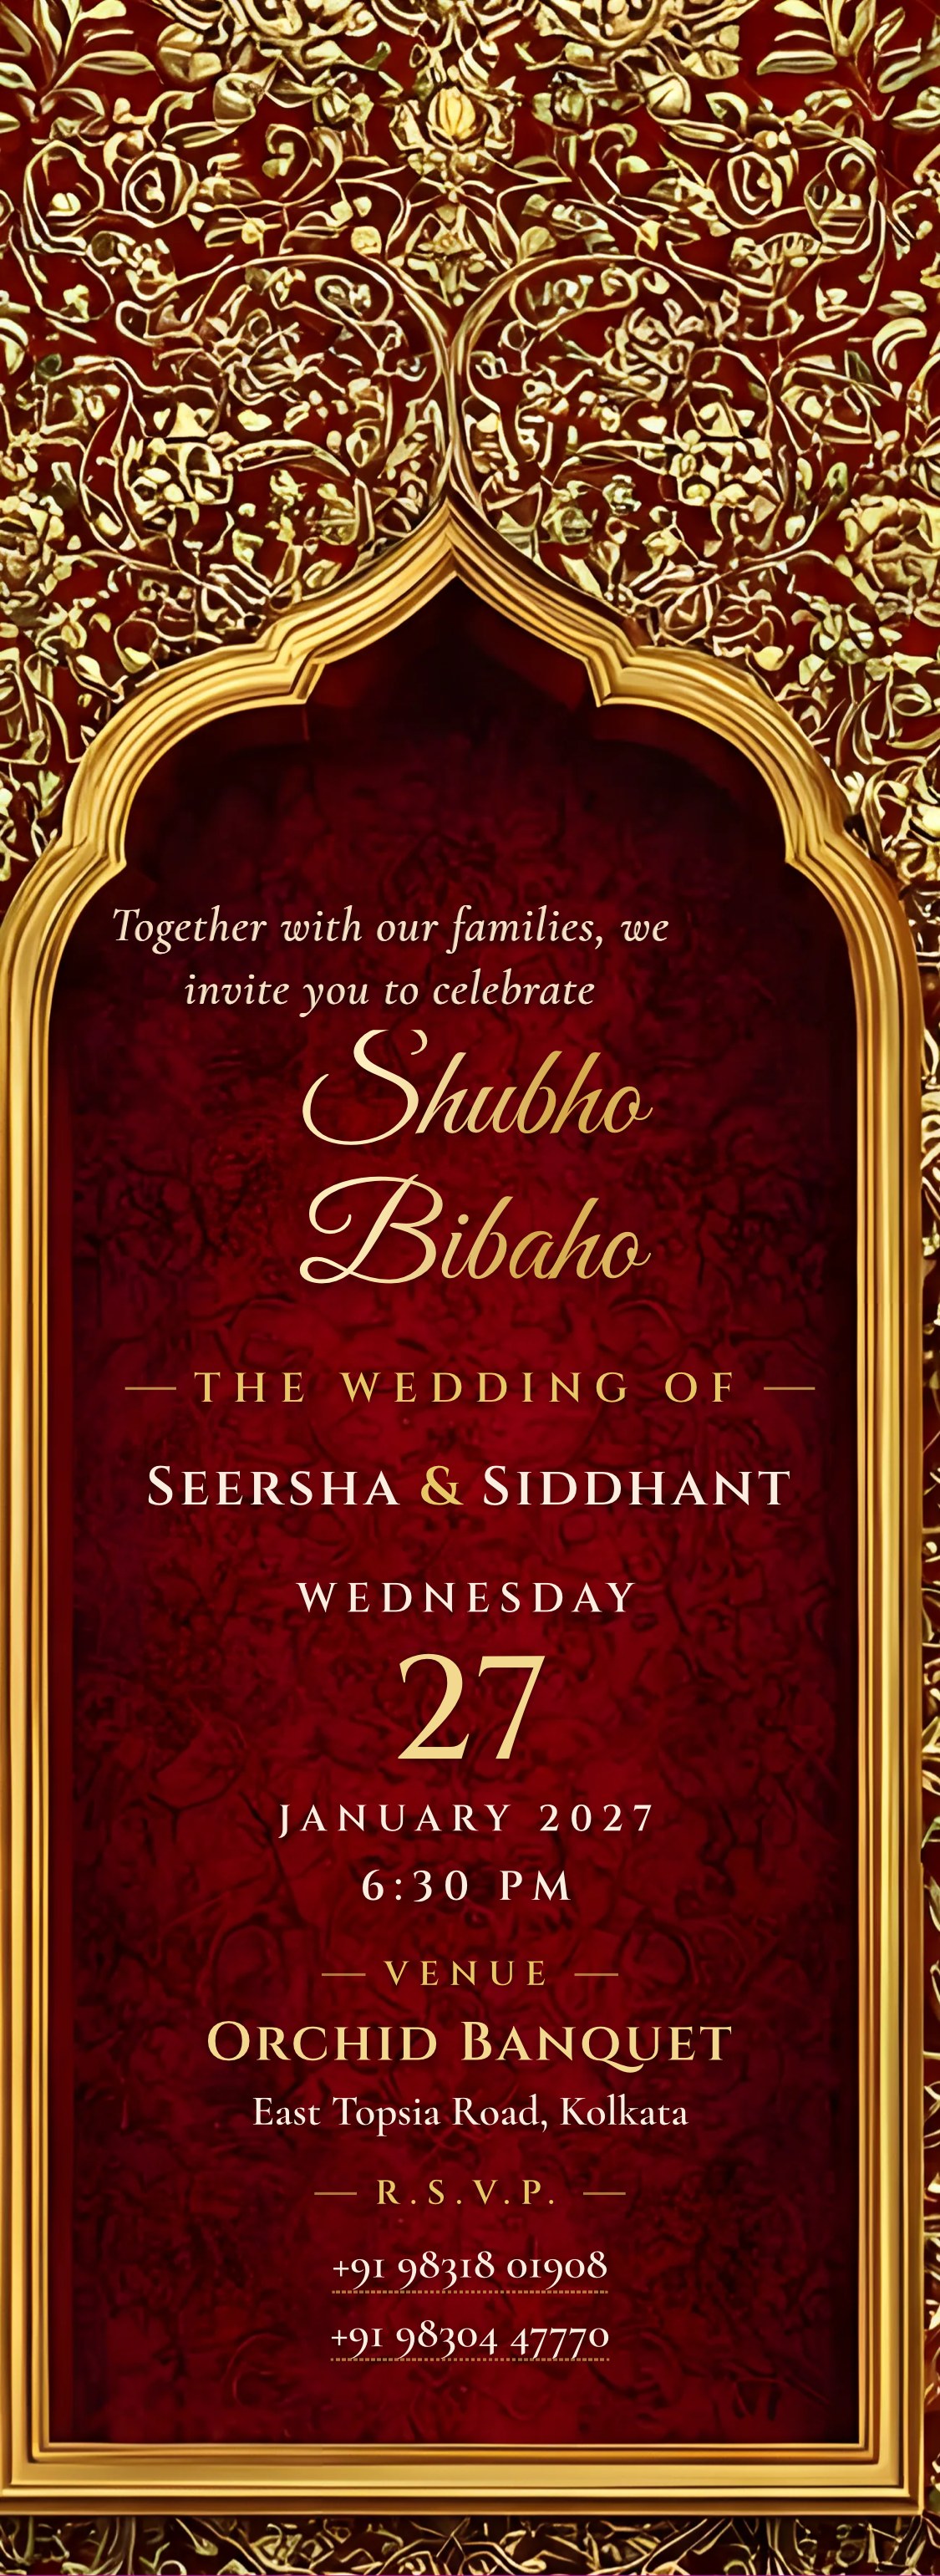 Together with our families, we
invite you to celebrate
Shubho
Bibaho
THE WEDDING OF
SEERSHA & SIDDHANT
WEDNESDAY
27
JANUARY 2027
6:30 PM
VENUE
ORCHID BANQUET
East Topsia Road, Kolkata
R.S.V.P.
+91 98318 01908
+91 98304 47770